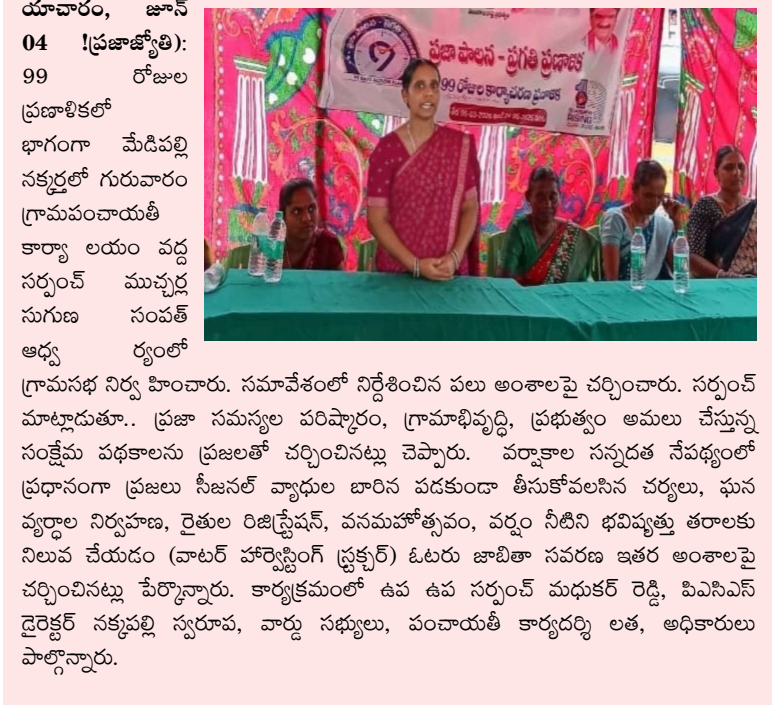 యాచారం, జూన్
04 !(ప్రజాజ్యోతి):
99 రోజుల
ప్రణాళికలో
భాగంగా మేడిపల్లి
నక్కర్తలో గురువారం
గ్రామపంచాయతీ
కార్యా లయం వద్ద
సర్పంచ్ ముచ్చర్ల
సుగుణ సంపత్
ఆధ్వ ర్యంలో
ప్రజా పాలన - ప్రగతి ప్రణాళిక
99 రోజుల కార్యాచరణ ప్రణాళిక
RISING
గ్రామసభ నిర్వ హించారు. సమావేశంలో నిర్దేశించిన పలు అంశాలపై చర్చించారు. సర్పంచ్
మాట్లాడుతూ.. ప్రజా సమస్యల పరిష్కారం, గ్రామాభివృద్ధి, ప్రభుత్వం అమలు చేస్తున్న
సంక్షేమ పథకాలను ప్రజలతో చర్చించినట్లు చెప్పారు. వర్షాకాల సన్నదత నేపథ్యంలో
ప్రధానంగా ప్రజలు సీజనల్ వ్యాధుల బారిన పడకుండా తీసుకోవలసిన చర్యలు, ఘన
వ్యర్థాల నిర్వహణ, రైతుల రిజిస్ట్రేషన్, వనమహోత్సవం, వర్షం నీటిని భవిష్యత్తు తరాలకు
నిలువ చేయడం (వాటర్ హార్వెస్టింగ్ స్ట్రక్చర్) ఓటరు జాబితా సవరణ ఇతర అంశాలపై
చర్చించినట్లు పేర్కొన్నారు. కార్యక్రమంలో ఉప ఉప సర్పంచ్ మధుకర్ రెడ్డి, పిఎసిఎస్
డైరెక్టర్ నక్కపల్లి స్వరూప, వార్డు సభ్యులు, పంచాయతీ కార్యదర్శి లత, అధికారులు
పాల్గొన్నారు.